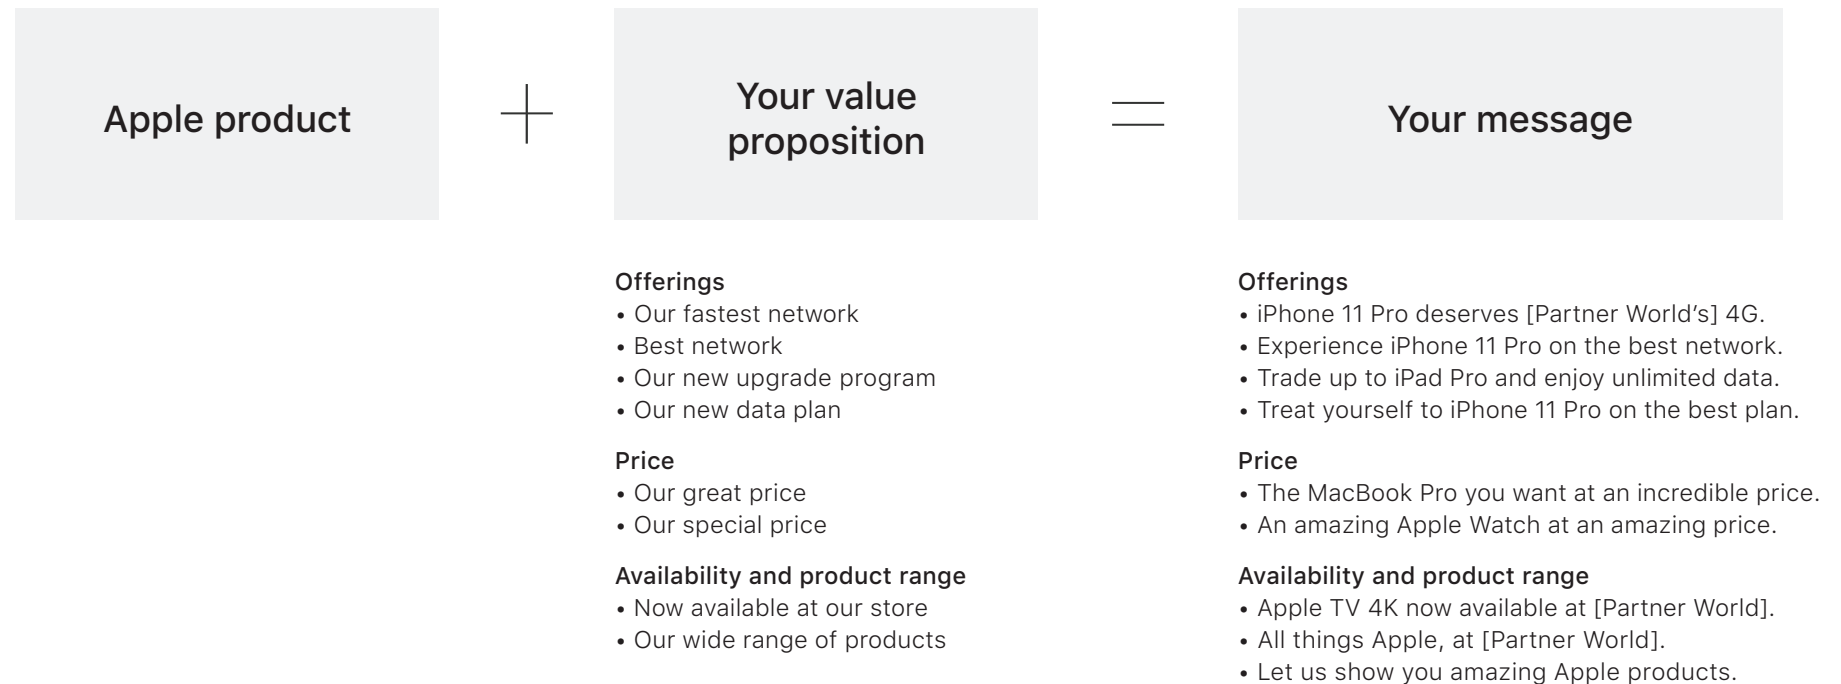 Apple product
+
Your value
proposition
=
Your message
Offerings
• Our fastest network
• Best network
• Our new upgrade program
• Our new data plan
Price
• Our great price
• Our special price
Availability and product range
• Now available at our store
• Our wide range of products
Offerings
• iPhone 11 Pro deserves [Partner World’s] 4G.
• Experience iPhone 11 Pro on the best network.
• Trade up to iPad Pro and enjoy unlimited data.
• Treat yourself to iPhone 11 Pro on the best plan.
Price
• The MacBook Pro you want at an incredible price.
• An amazing Apple Watch at an amazing price.
Availability and product range
• Apple TV 4K now available at [Partner World].
• All things Apple, at [Partner World].
• Let us show you amazing Apple products.